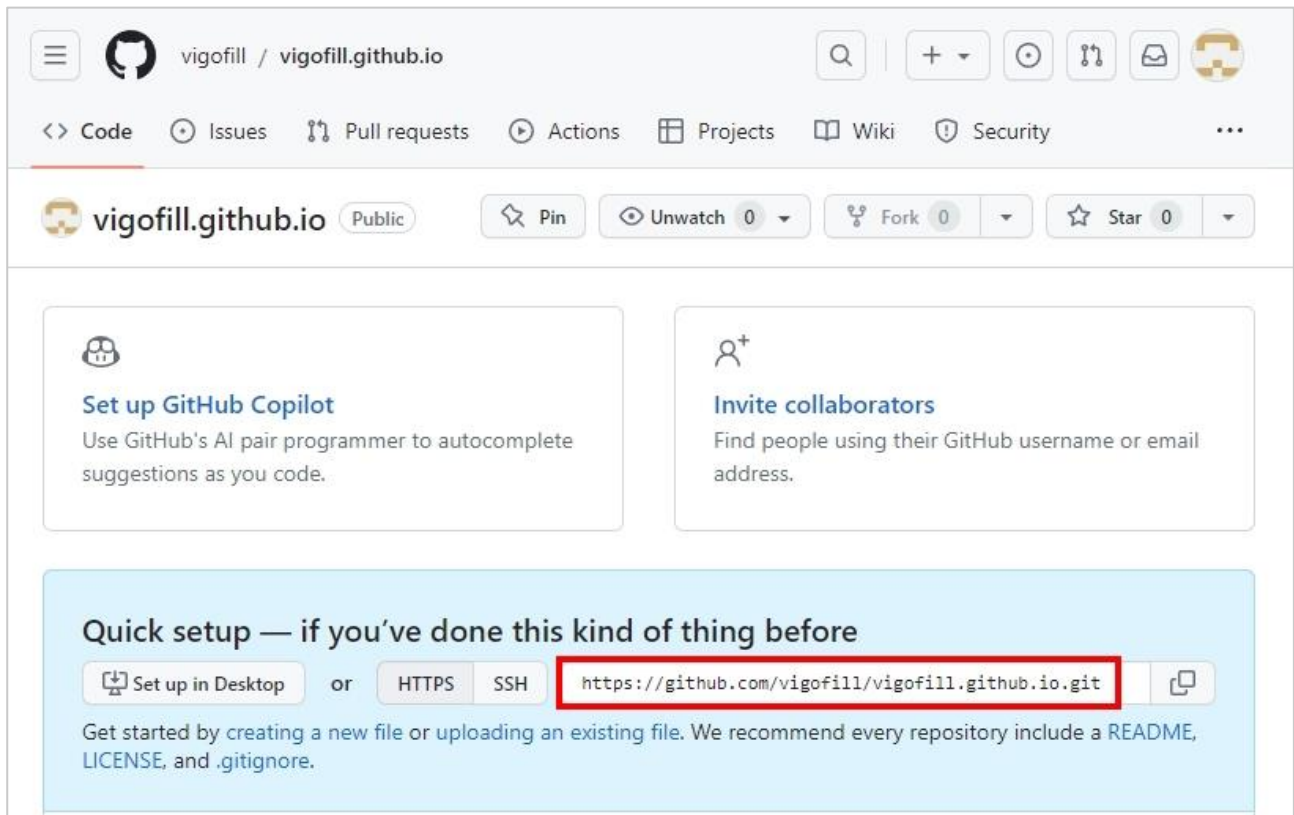 vigofill / vigofill.github.io
<> Code Issues Pull requests Actions Projects Wiki Security ...
vigofill.github.io Public Pin Unwatch 0 Fork 0 Star 0
Set up GitHub Copilot
Use GitHub's AI pair programmer to autocomplete
suggestions as you code.
Invite collaborators
Find people using their GitHub username or email
address.
Quick setup — if you've done this kind of thing before
Set up in Desktop or HTTPS SSH https://github.com/vigofill/vigofill.github.io.git
Get started by creating a new file or uploading an existing file. We recommend every repository include a README,
LICENSE, and .gitignore.